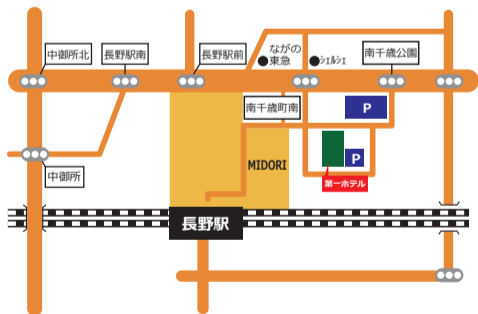 中御所北
長野駅南
長野駅前
ながの
東急
シェルシェ
南千歳公園
南千歳町南
P
MIDORI
P
第一ホテル
中御所
長野駅